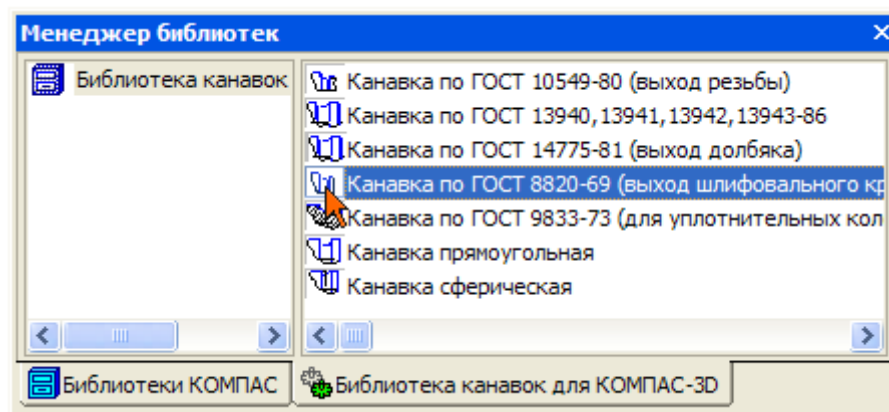 Менеджер библиотек
Библиотека канавок
Канавка по ГОСТ 10549-80 (выход резьбы)
Канавка по ГОСТ 13940,13941,13942,13943-86
Канавка по ГОСТ 14775-81 (выход долбяка)
Канавка по ГОСТ 8820-69 (выход шлифовального кр
Канавка по ГОСТ 9833-73 (для уплотнительных кол
Канавка прямоугольная
Канавка сферическая
Библиотеки КОМПАС
Библиотека канавок для КОМПАС-3D